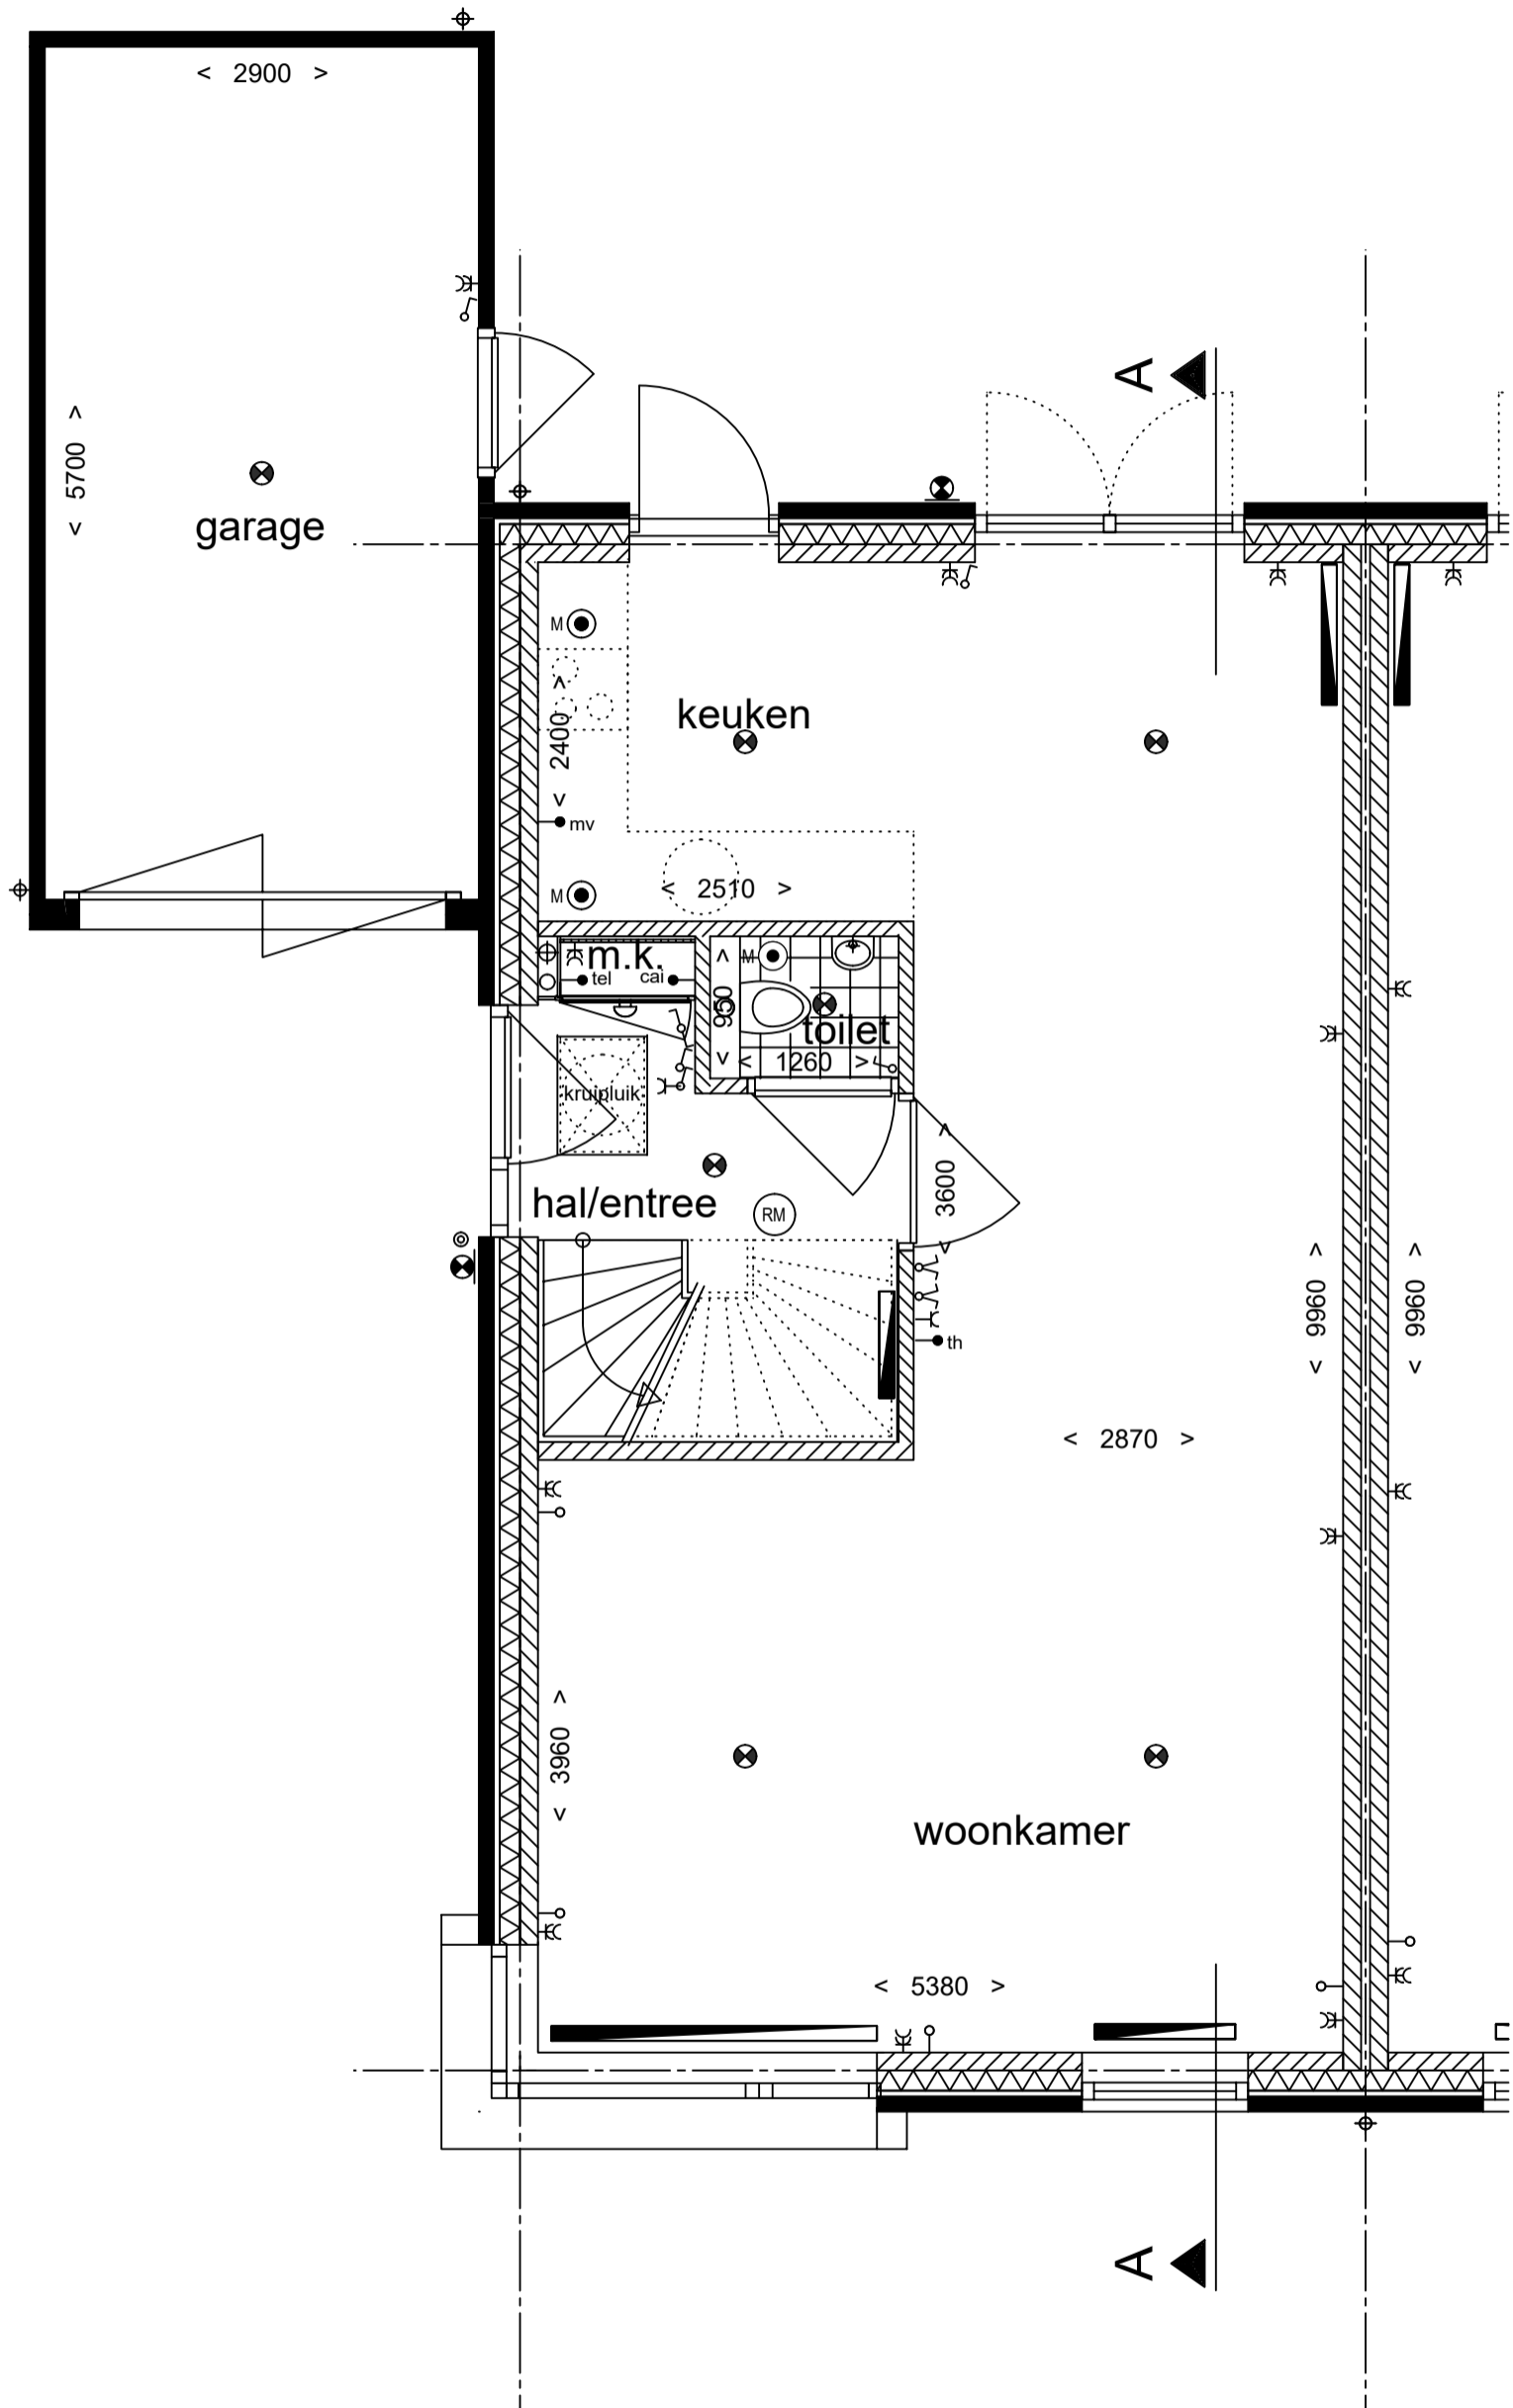 < 2900 >
< 5700 >
garage
A
M
keuken
< 2400 >
mv
M
< 2510 >
m.k.
tel
cai
M
< 950 >
toilet
< 1260 >
kruipluik
hal/entree
RM
< 3600 >
th
< 9960 >
< 9960 >
< 2870 >
< 3960 >
woonkamer
< 5380 >
A